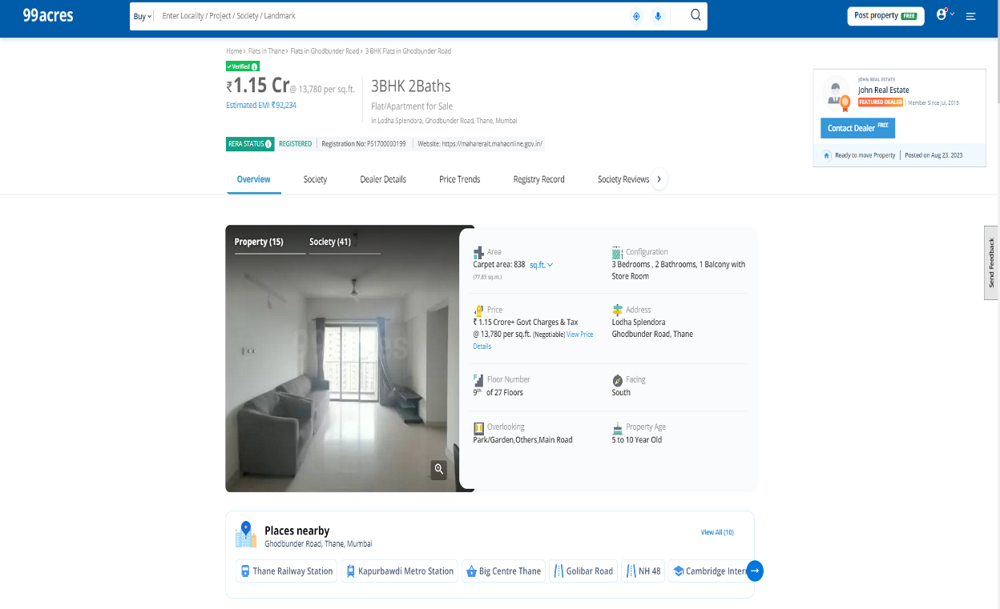 99acres
Buy
Enter Locality / Project / Society / Landmark
Post property FREE
Home › Flats in Thane › Flats in Ghodbunder Road › 3 BHK Flats in Ghodbunder Road
Verified
₹1.15 Cr @ 13,780 per sq.ft.
Estimated EMI ₹92,234
3BHK 2Baths
Flat/Apartment for Sale
in Lodha Splendora, Ghodbunder Road, Thane, Mumbai
JOHN REAL ESTATE
John Real Estate
FEATURED DEALER Member Since Jul, 2015
Contact Dealer FREE
Ready to move Property Posted on Aug 23, 2023
RERA STATUS REGISTERED Registration No: P51700000199 Website: https://maharerait.mahaonline.gov.in/
Overview Society Dealer Details Price Trends Registry Record Society Reviews
Property (15) Society (41)
99acres
Area
Carpet area: 838 sq.ft.
(77.85 sq.m.)
Configuration
3 Bedrooms , 2 Bathrooms, 1 Balcony with
Store Room
Price
₹ 1.15 Crore+ Govt Charges & Tax
@ 13,780 per sq.ft. (Negotiable) View Price
Details
Address
Lodha Splendora
Ghodbunder Road, Thane
Floor Number
9th of 27 Floors
Facing
South
Overlooking
Park/Garden,Others,Main Road
Property Age
5 to 10 Year Old
Send Feedback
Places nearby
Ghodbunder Road, Thane, Mumbai
View All (10)
Thane Railway Station Kapurbawdi Metro Station Big Centre Thane Golibar Road NH 48 Cambridge Inter